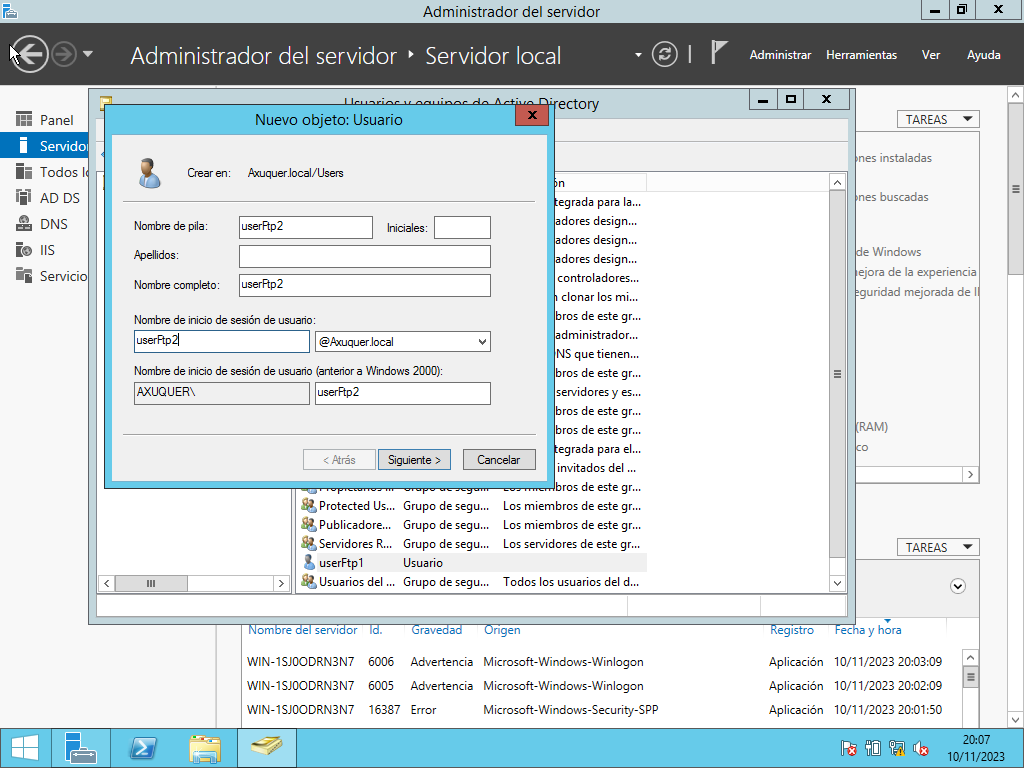 Administrador del servidor
Administrador del servidor ‣ Servidor local
Administrar Herramientas Ver Ayuda
Panel
Servido
Todos l
AD DS
DNS
IIS
Servicio
Usuarios y equipos de Active Directory
Nuevo objeto: Usuario
Crear en: Axuquer.local/Users
Nombre de pila: userFtp2 Iniciales:
Apellidos:
Nombre completo: userFtp2
Nombre de inicio de sesión de usuario:
userFtp2 @Axuquer.local
Nombre de inicio de sesión de usuario (anterior a Windows 2000):
AXUQUER\ userFtp2
< Atrás Siguiente > Cancelar
ón
tegrada para la...
adores design...
adores design...
adores design...
controladores...
n clonar los mi...
bros de este gr...
administrador...
NS que tienen...
bros de este gr...
servidores y es...
bros de este gr...
bros de este gr...
tegrada para el...
invitados del ...
Propietarios ... Grupo de segu... Los miembros de este gr...
Protected Us... Grupo de segu... Los miembros de este gr...
Publicadore... Grupo de segu... Los miembros de este gr...
Servidores R... Grupo de segu... Los servidores de este gr...
userFtp1 Usuario
Usuarios del ... Grupo de segu... Todos los usuarios del d...
TAREAS
ones instaladas
ones buscadas
de Windows
ejora de la experiencia
eguridad mejorada de IE
(RAM)
co
TAREAS
Nombre del servidor Id. Gravedad Origen Registro Fecha y hora
WIN-1SJ0ODRN3N7 6006 Advertencia Microsoft-Windows-Winlogon Aplicación 10/11/2023 20:03:09
WIN-1SJ0ODRN3N7 6005 Advertencia Microsoft-Windows-Winlogon Aplicación 10/11/2023 20:02:09
WIN-1SJ0ODRN3N7 16387 Error Microsoft-Windows-Security-SPP Aplicación 10/11/2023 20:01:50
20:07
10/11/2023